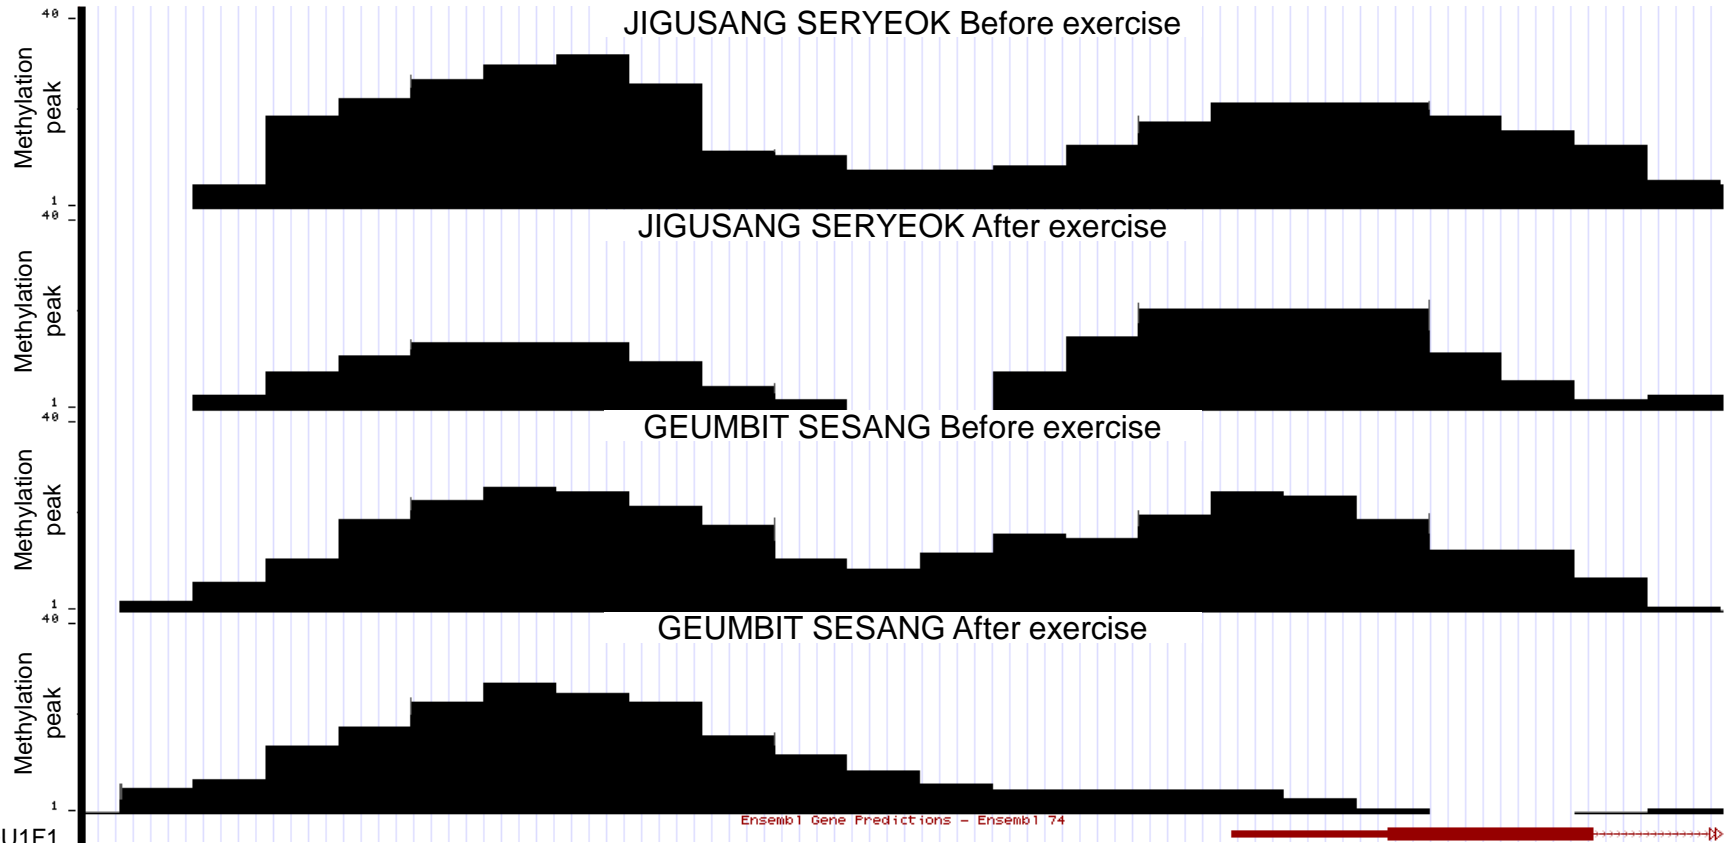 40
JIGUSANG SERYEOK Before exercise
Methylation
peak
1
40
JIGUSANG SERYEOK After exercise
Methylation
peak
1
40
GEUMBIT SESANG Before exercise
Methylation
peak
1
40
GEUMBIT SESANG After exercise
Methylation
peak
1
Ensembl Gene Predictions - Ensembl 74